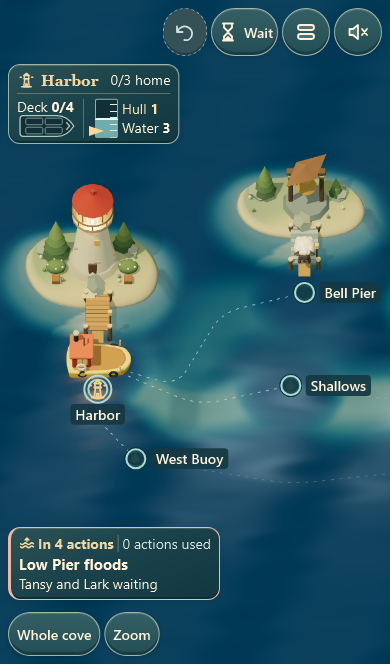 Wait
Harbor 0/3 home
Deck 0/4
Hull 1
Water 3
Bell Pier
Shallows
Harbor
West Buoy
In 4 actions 0 actions used
Low Pier floods
Tansy and Lark waiting
Whole cove Zoom